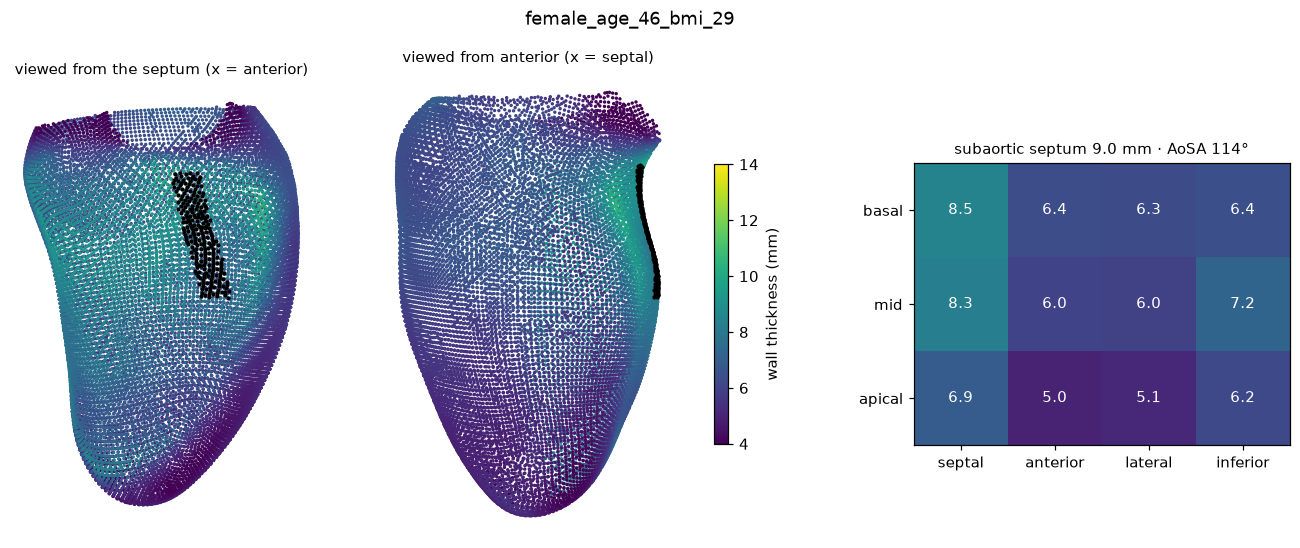 female_age_46_bmi_29
viewed from the septum (x = anterior)
viewed from anterior (x = septal)
14
12
10
8
6
4
wall thickness (mm)
subaortic septum 9.0 mm · AoSA 114°
basal 8.5 6.4 6.3 6.4
mid 8.3 6.0 6.0 7.2
apical 6.9 5.0 5.1 6.2
septal anterior lateral inferior